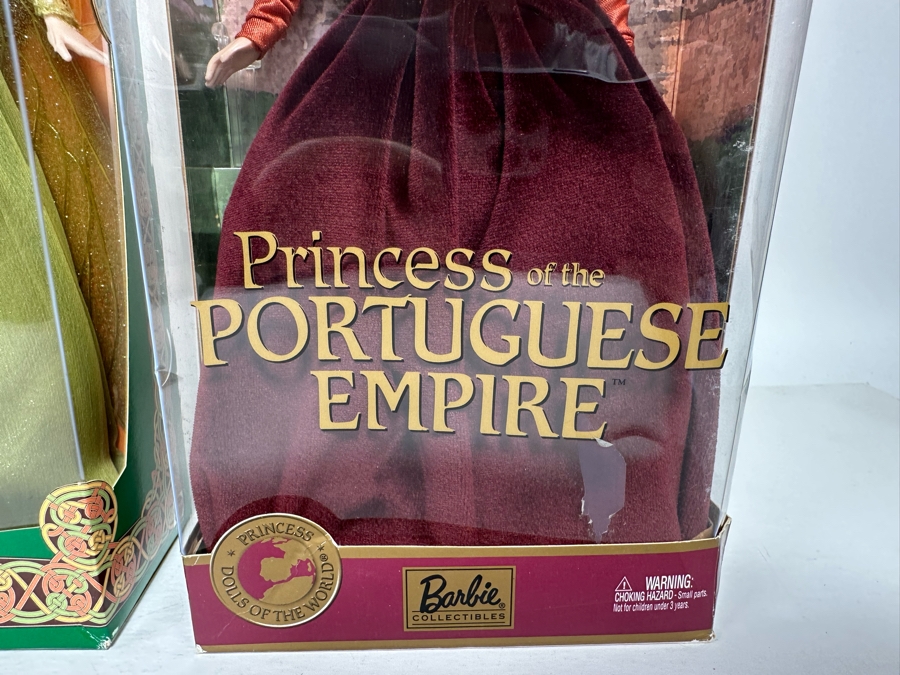 Princess of the
PORTUGUESE
EMPIRE™
PRINCESS
DOLLS OF THE WORLD®
Barbie®
COLLECTIBLES
WARNING:
CHOKING HAZARD - Small parts.
Not for children under 3 years.